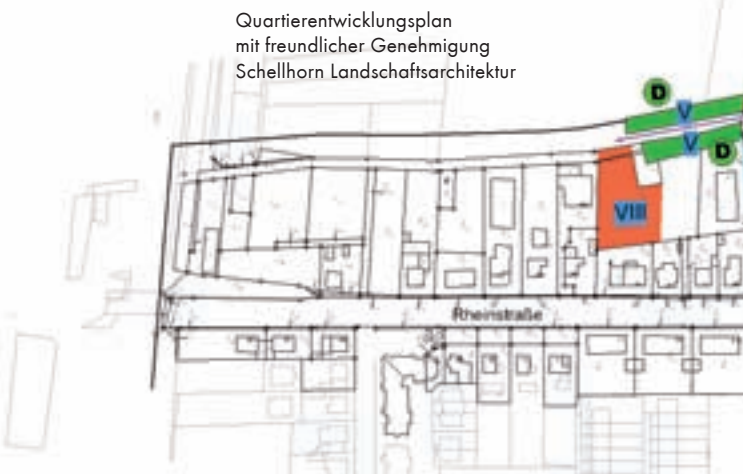 Quartierentwicklungsplan
mit freundlicher Genehmigung
Schellhorn Landschaftsarchitektur
D
V
V
D
VIII
Rheinstraße